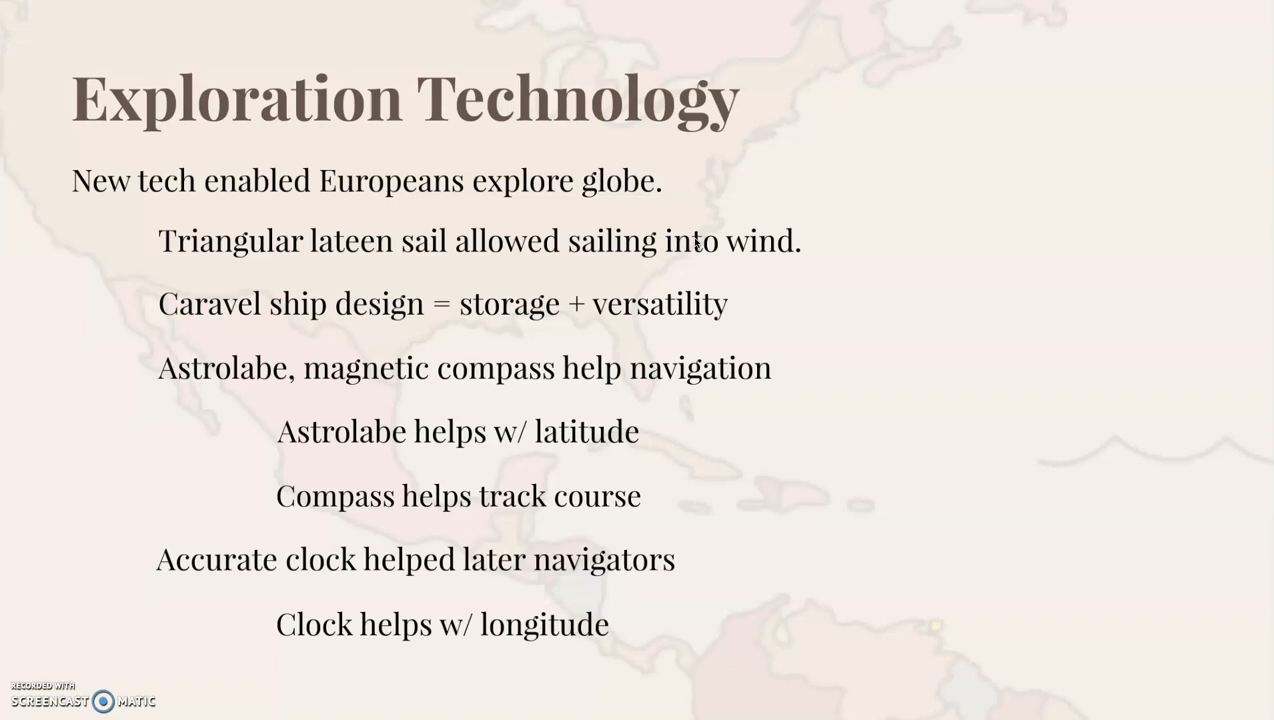 Exploration Technology
New tech enabled Europeans explore globe.
Triangular lateen sail allowed sailing into wind.
Caravel ship design = storage + versatility
Astrolabe, magnetic compass help navigation
Astrolabe helps w/ latitude
Compass helps track course
Accurate clock helped later navigators
Clock helps w/ longitude
RECORDED WITH
SCREENCAST MATIC